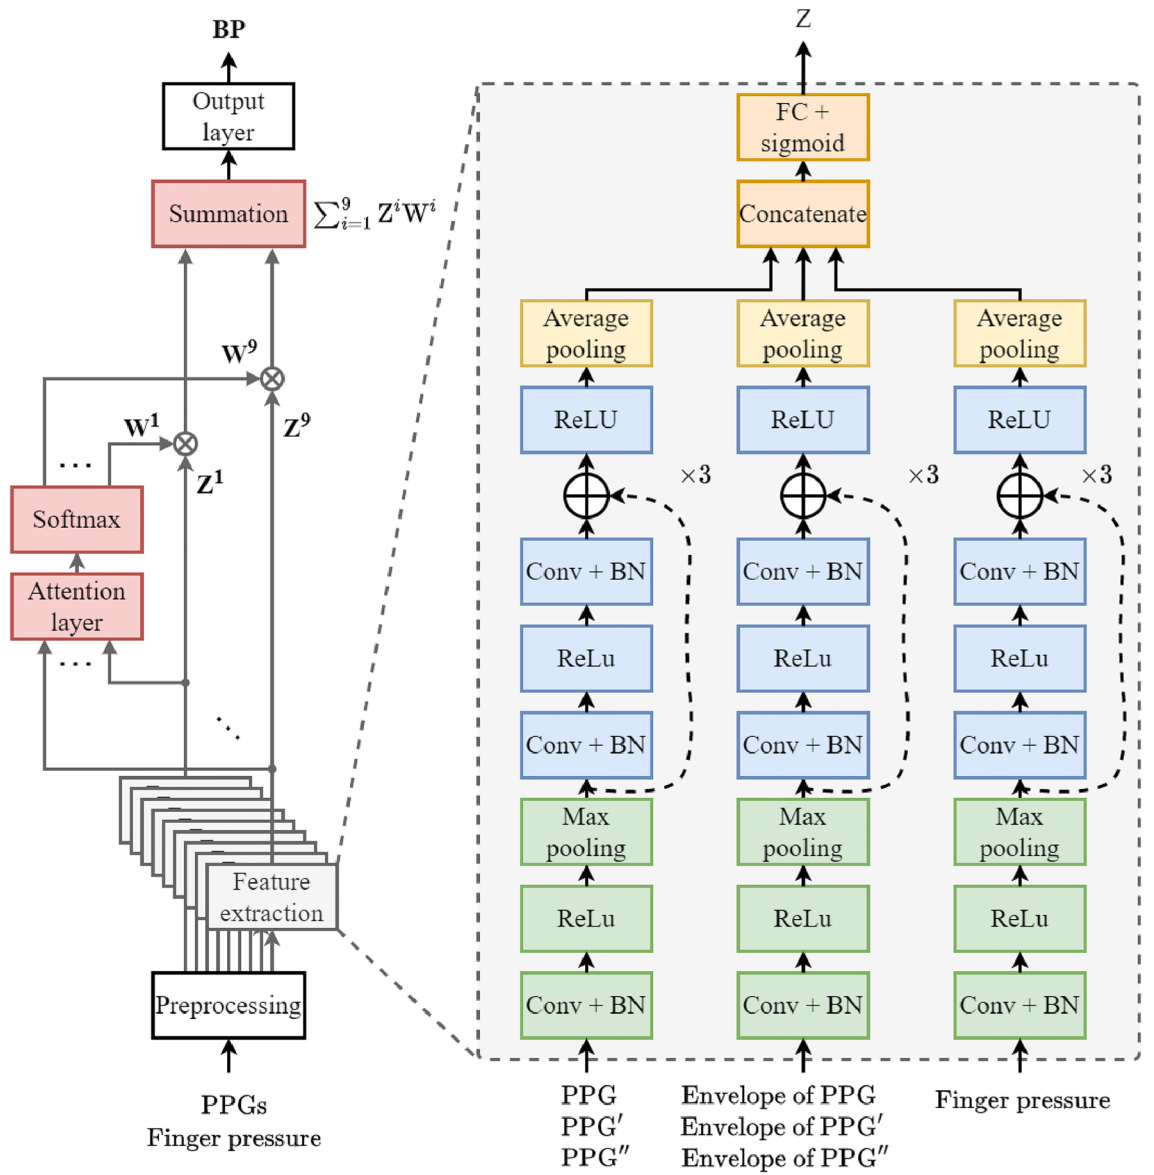 BP
Output
layer
Summation
∑⁹ᵢ₌₁ ZⁱWⁱ
W⁹
Z⁹
W¹
Z¹
...
Softmax
Attention
layer
...
...
Feature
extraction
Preprocessing
PPGs
Finger pressure
Z
FC +
sigmoid
Concatenate
Average
pooling
Average
pooling
Average
pooling
ReLU
ReLU
ReLU
×3
×3
×3
Conv + BN
Conv + BN
Conv + BN
ReLu
ReLu
ReLu
Conv + BN
Conv + BN
Conv + BN
Max
pooling
Max
pooling
Max
pooling
ReLu
ReLu
ReLu
Conv + BN
Conv + BN
Conv + BN
PPG
PPG′
PPG″
Envelope of PPG
Envelope of PPG′
Envelope of PPG″
Finger pressure